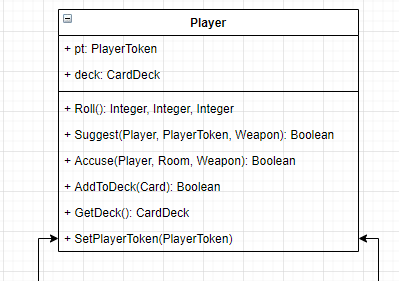 Player
+ pt: PlayerToken
+ deck: CardDeck
+ Roll(): Integer, Integer, Integer
+ Suggest(Player, PlayerToken, Weapon): Boolean
+ Accuse(Player, Room, Weapon): Boolean
+ AddToDeck(Card): Boolean
+ GetDeck(): CardDeck
+ SetPlayerToken(PlayerToken)